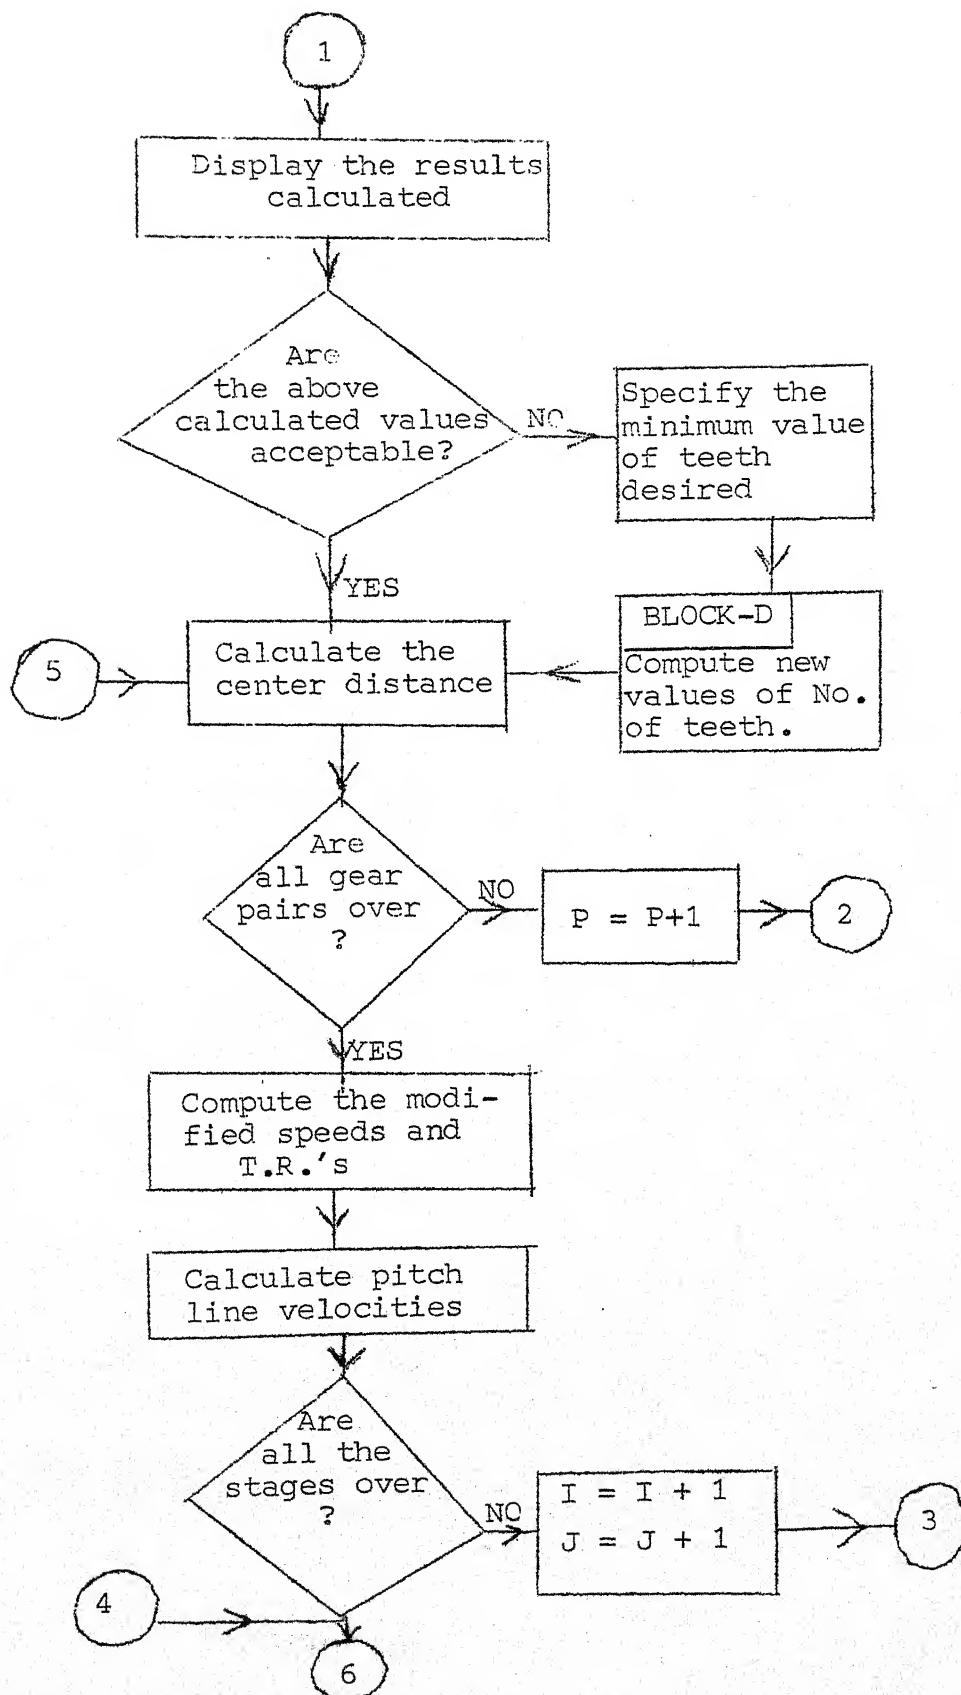 1
Display the results
calculated
Are
the above
calculated values
acceptable?
NO
Specify the
minimum value
of teeth
desired
YES
BLOCK-D
Compute new
values of No.
of teeth.
5
Calculate the
center distance
Are
all gear
pairs over
?
NO
P = P+1
2
YES
Compute the modi-
fied speeds and
T.R.'s
Calculate pitch
line velocities
Are
all the
stages over
?
NO
I = I + 1
J = J + 1
3
4
6